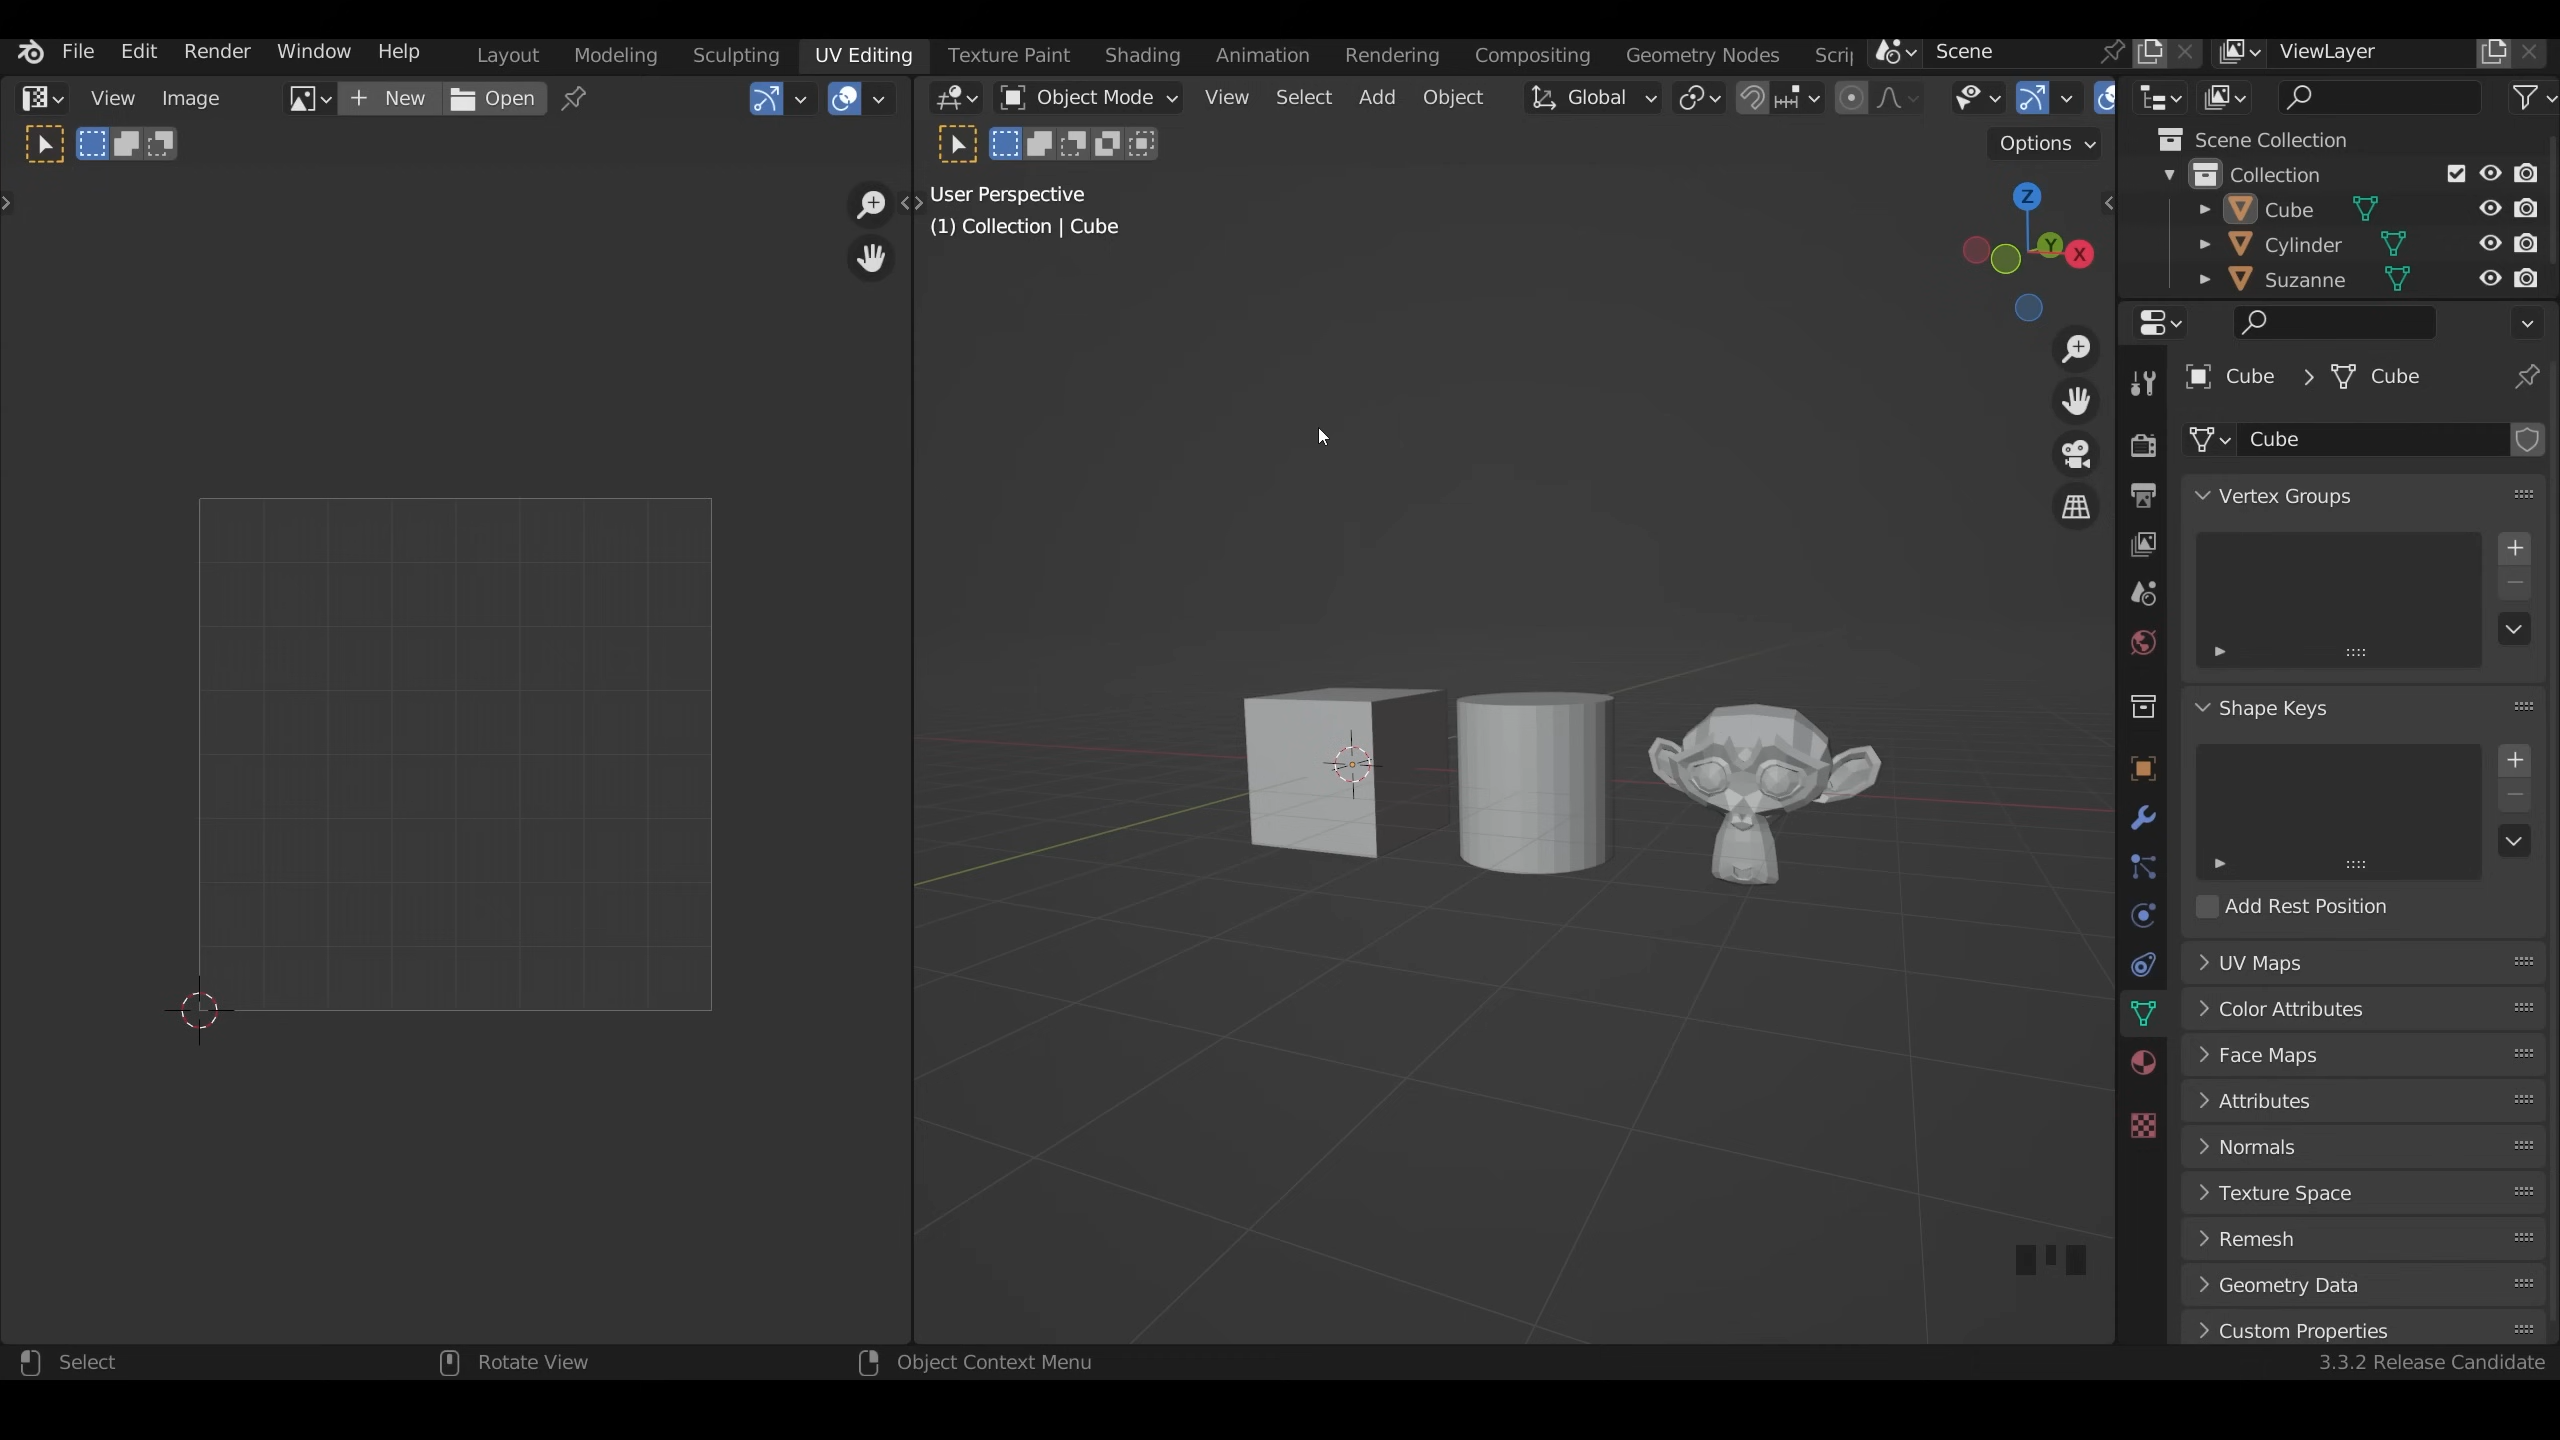 File Edit Render Window Help Layout Modeling Sculpting UV Editing Texture Paint Shading Animation Rendering Compositing Geometry Nodes Scrip Scene ViewLayer
View Image + New Open
Object Mode View Select Add Object Global
Options
User Perspective
(1) Collection | Cube
Z
Y
X
Scene Collection
Collection
Cube
Cylinder
Suzanne
Cube > Cube
Cube
Vertex Groups
Shape Keys
Add Rest Position
UV Maps
Color Attributes
Face Maps
Attributes
Normals
Texture Space
Remesh
Geometry Data
Custom Properties
Select Rotate View Object Context Menu 3.3.2 Release Candidate